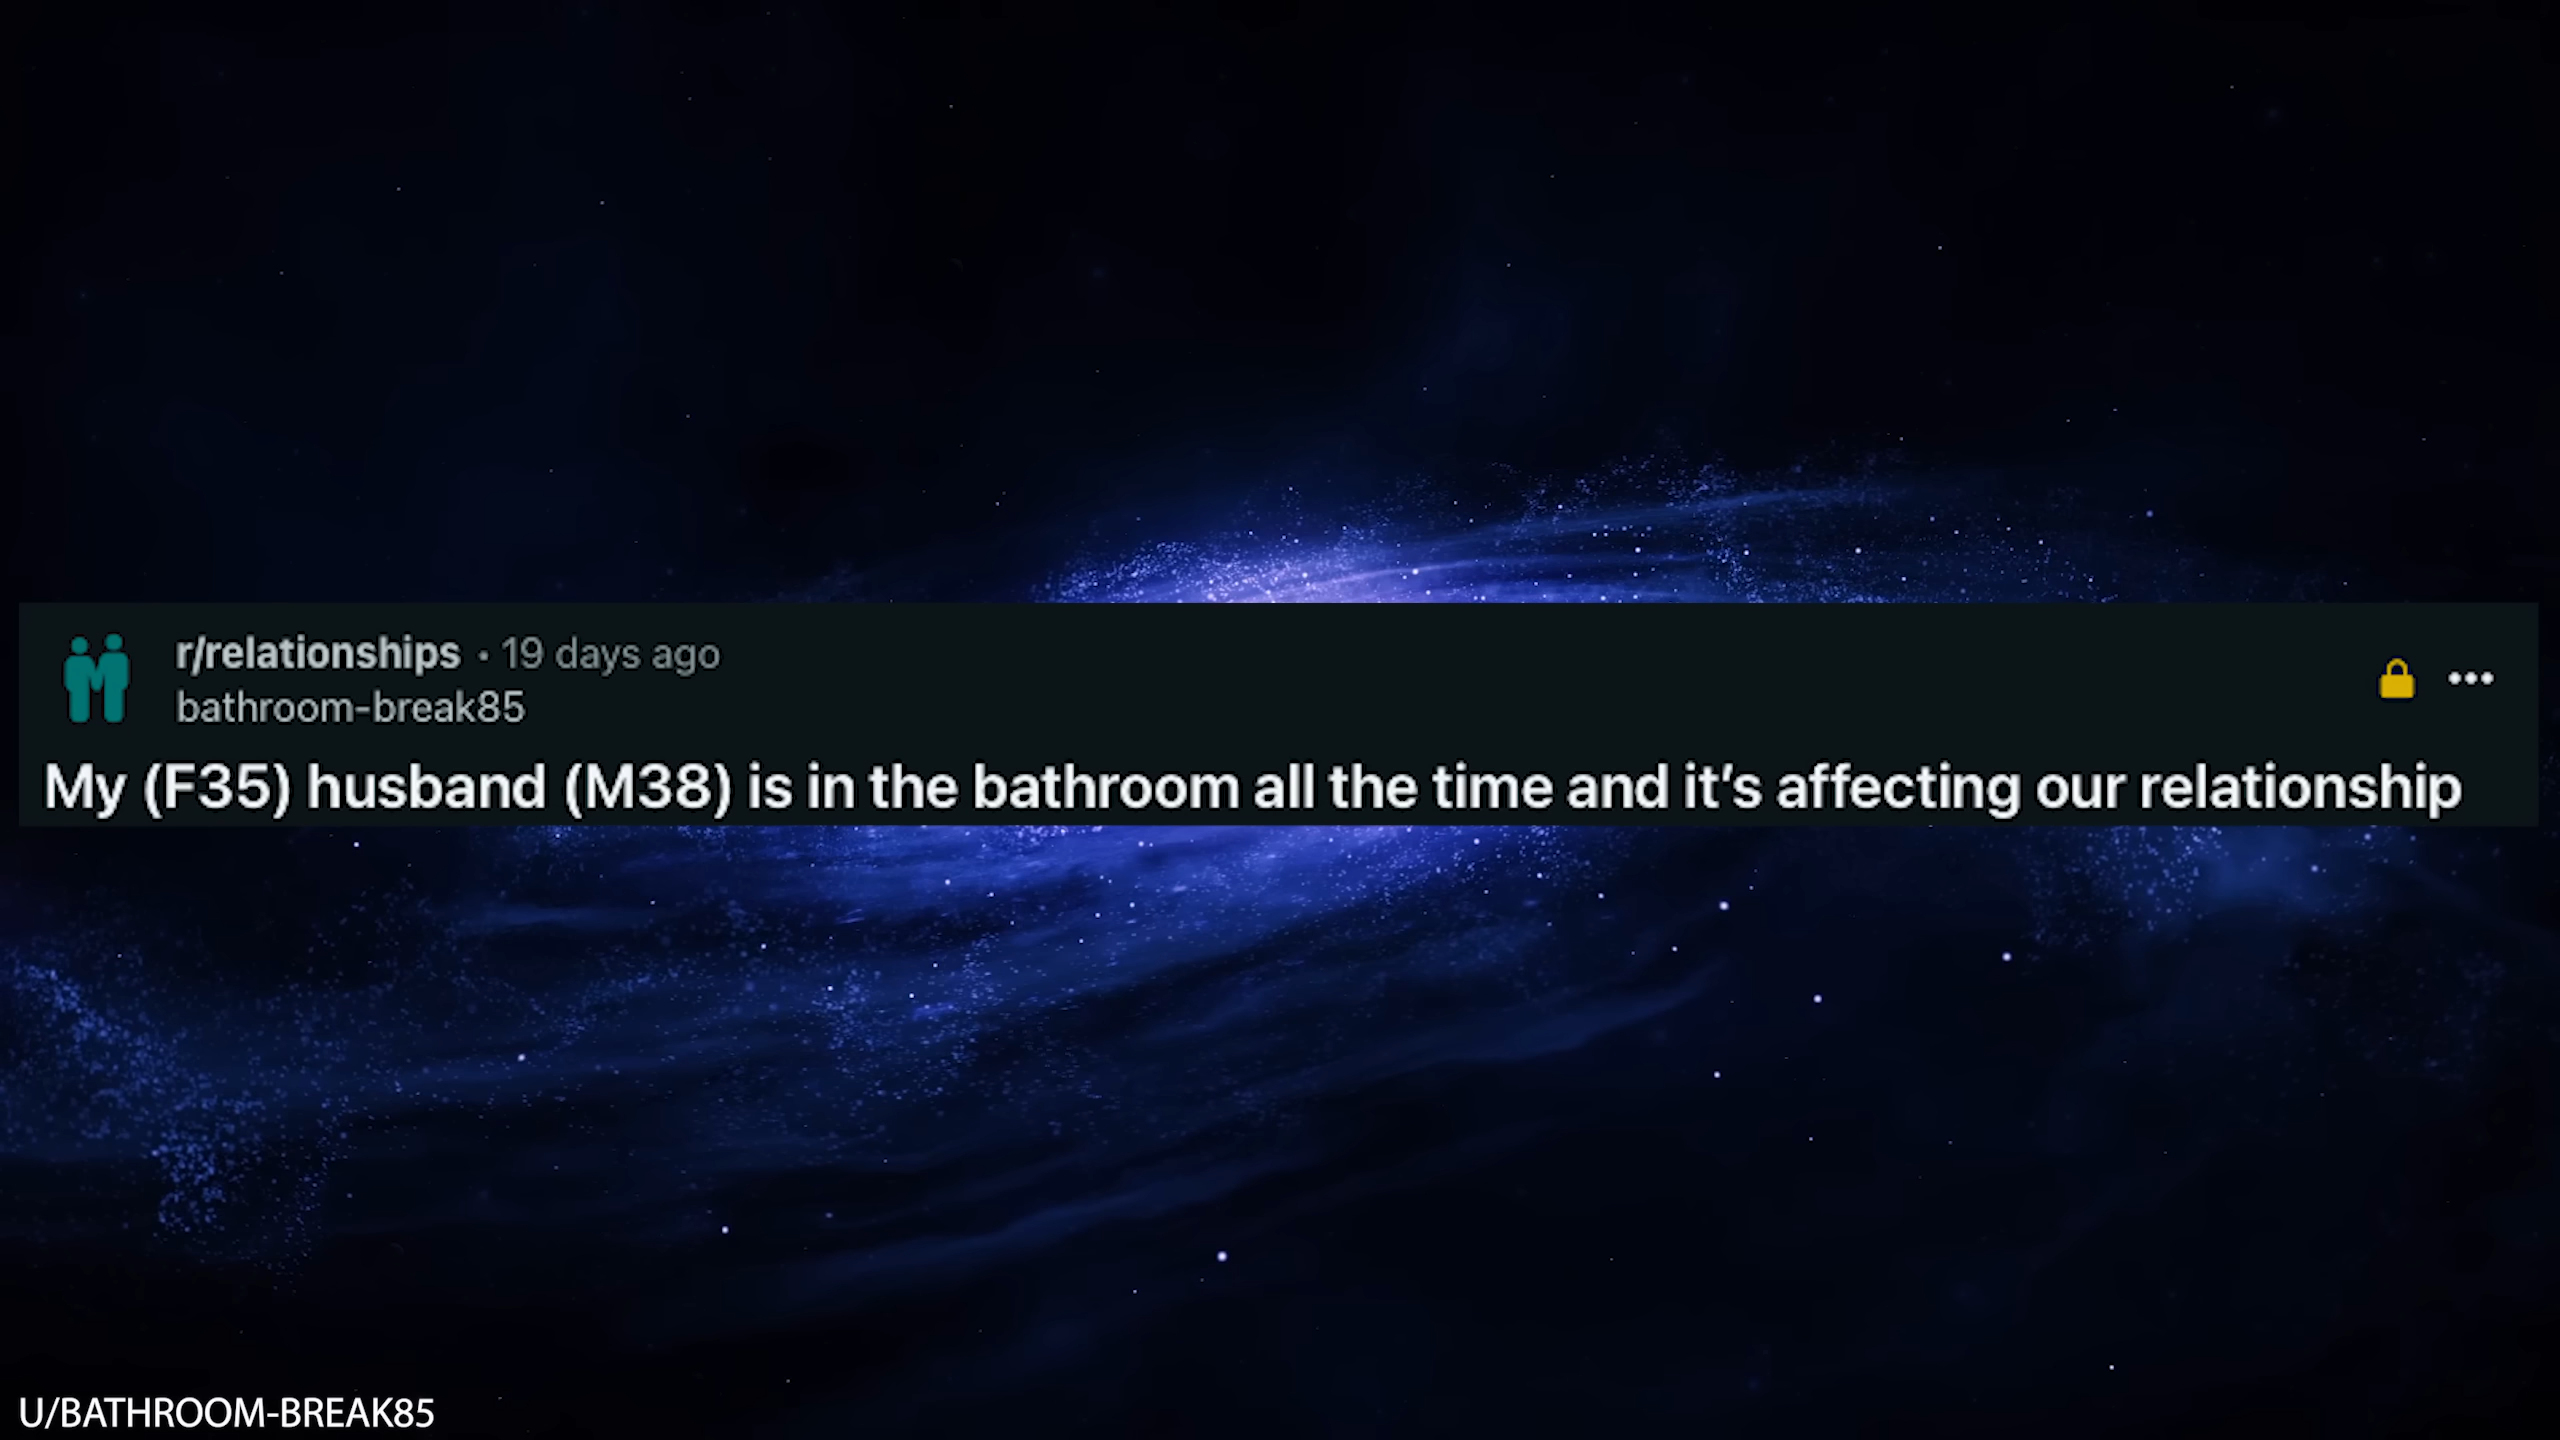 r/relationships · 19 days ago
bathroom-break85
My (F35) husband (M38) is in the bathroom all the time and it's affecting our relationship
U/BATHROOM-BREAK85